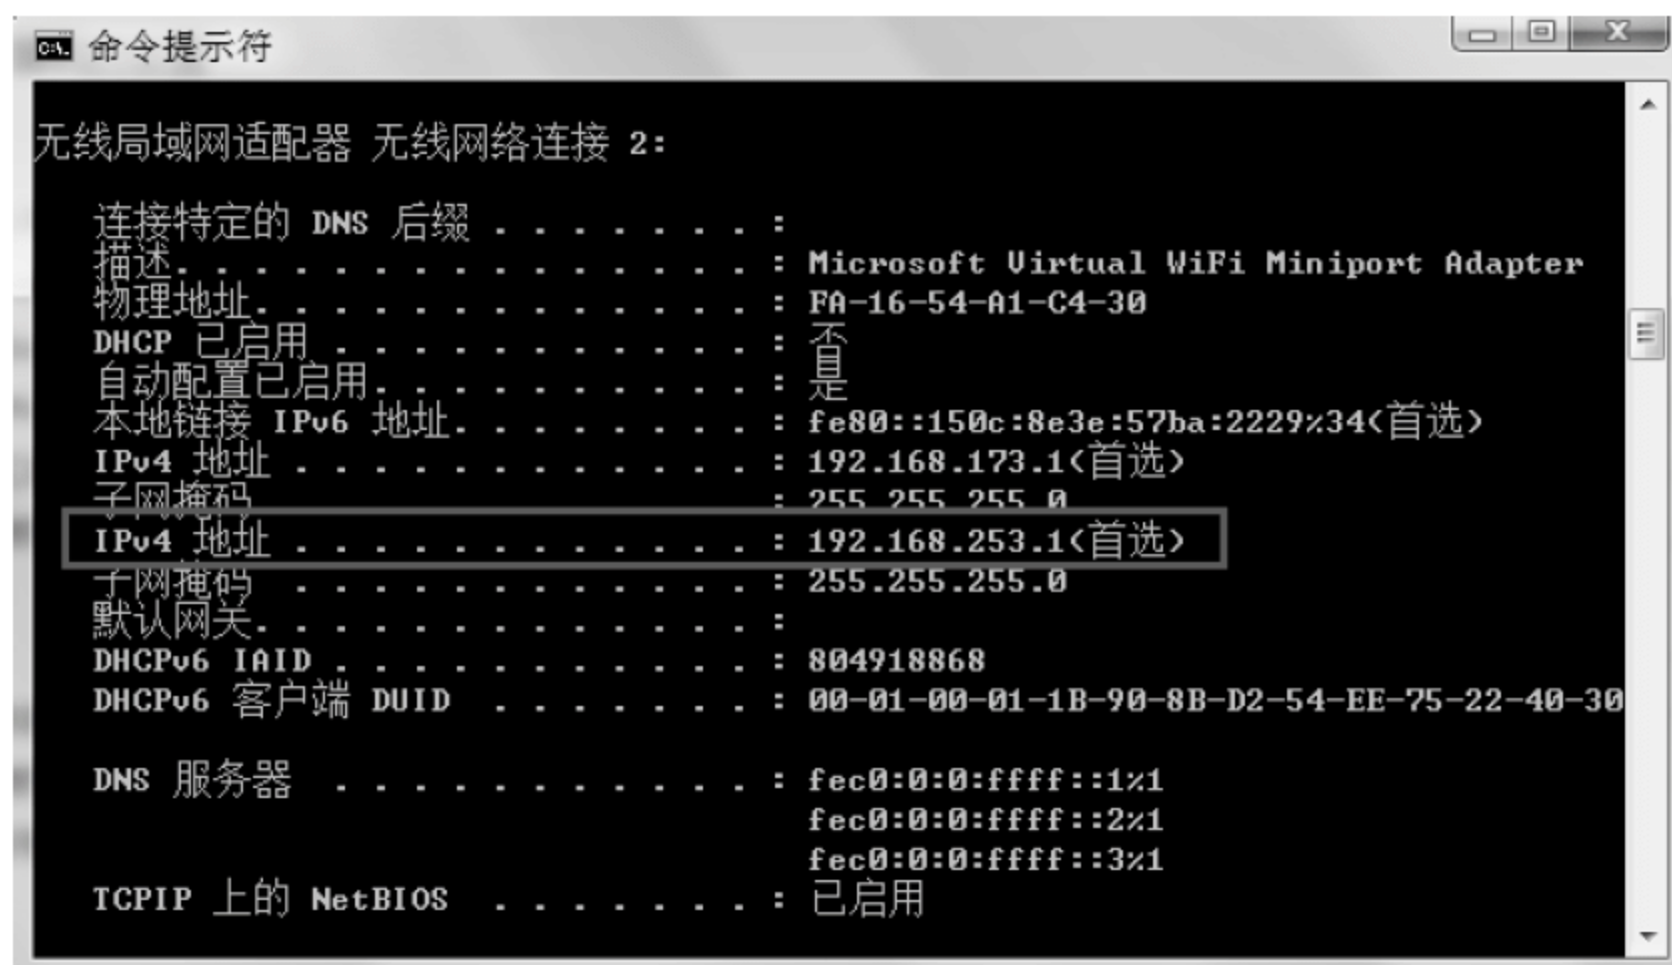 命令提示符
无线局域网适配器 无线网络连接 2:
连接特定的 DNS 后缀 . . . . . . . :
描述. . . . . . . . . . . . . . . : Microsoft Virtual WiFi Miniport Adapter
物理地址. . . . . . . . . . . . . : FA-16-54-A1-C4-30
DHCP 已启用 . . . . . . . . . . . : 否
自动配置已启用. . . . . . . . . . : 是
本地链接 IPv6 地址. . . . . . . . : fe80::150c:8e3e:57ba:2229%34(首选)
IPv4 地址 . . . . . . . . . . . . : 192.168.173.1(首选)
子网掩码 : 255.255.255.0
IPv4 地址 . . . . . . . . . . . . : 192.168.253.1(首选)
子网掩码 . . . . . . . . . . . . : 255.255.255.0
默认网关. . . . . . . . . . . . . :
DHCPv6 IAID . . . . . . . . . . . : 804918868
DHCPv6 客户端 DUID . . . . . . . : 00-01-00-01-1B-90-8B-D2-54-EE-75-22-40-30
DNS 服务器 . . . . . . . . . . . : fec0:0:0:ffff::1%1
fec0:0:0:ffff::2%1
fec0:0:0:ffff::3%1
TCPIP 上的 NetBIOS . . . . . . . : 已启用